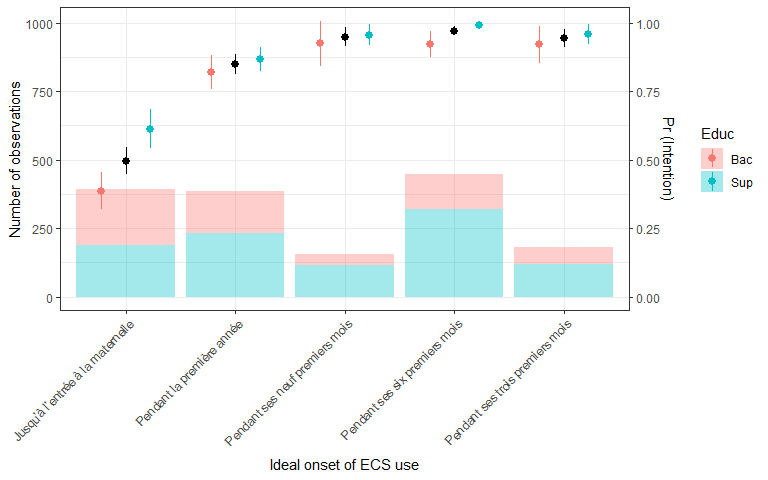 Number of observations
1000
750
500
250
0
1.00
0.75
0.50
0.25
0.00
Pr (Intention)
Educ
Bac
Sup
Jusqu'à l'entrée à la maternelle
Pendant la première année
Pendant ses neuf premiers mois
Pendant ses six premiers mois
Pendant ses trois premiers mois
Ideal onset of ECS use